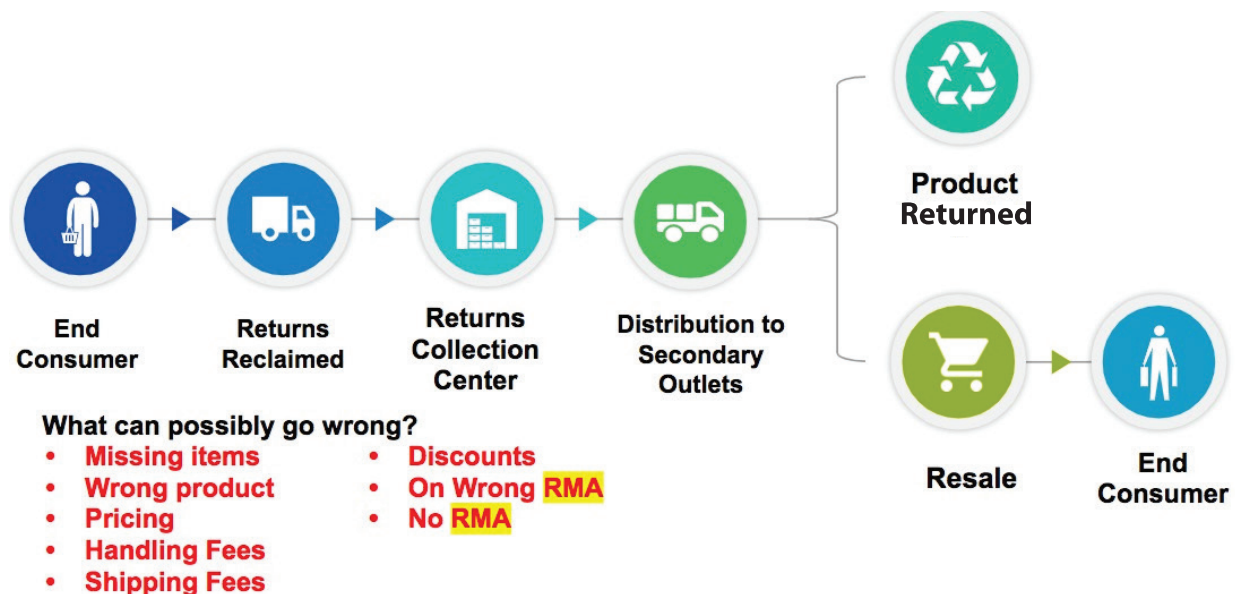 Product
Returned
End
Consumer
Returns
Reclaimed
Returns
Collection
Center
Distribution to
Secondary
Outlets
Resale
End
Consumer
What can possibly go wrong?
• Missing items
• Wrong product
• Pricing
• Handling Fees
• Shipping Fees
• Discounts
• On Wrong RMA
• No RMA